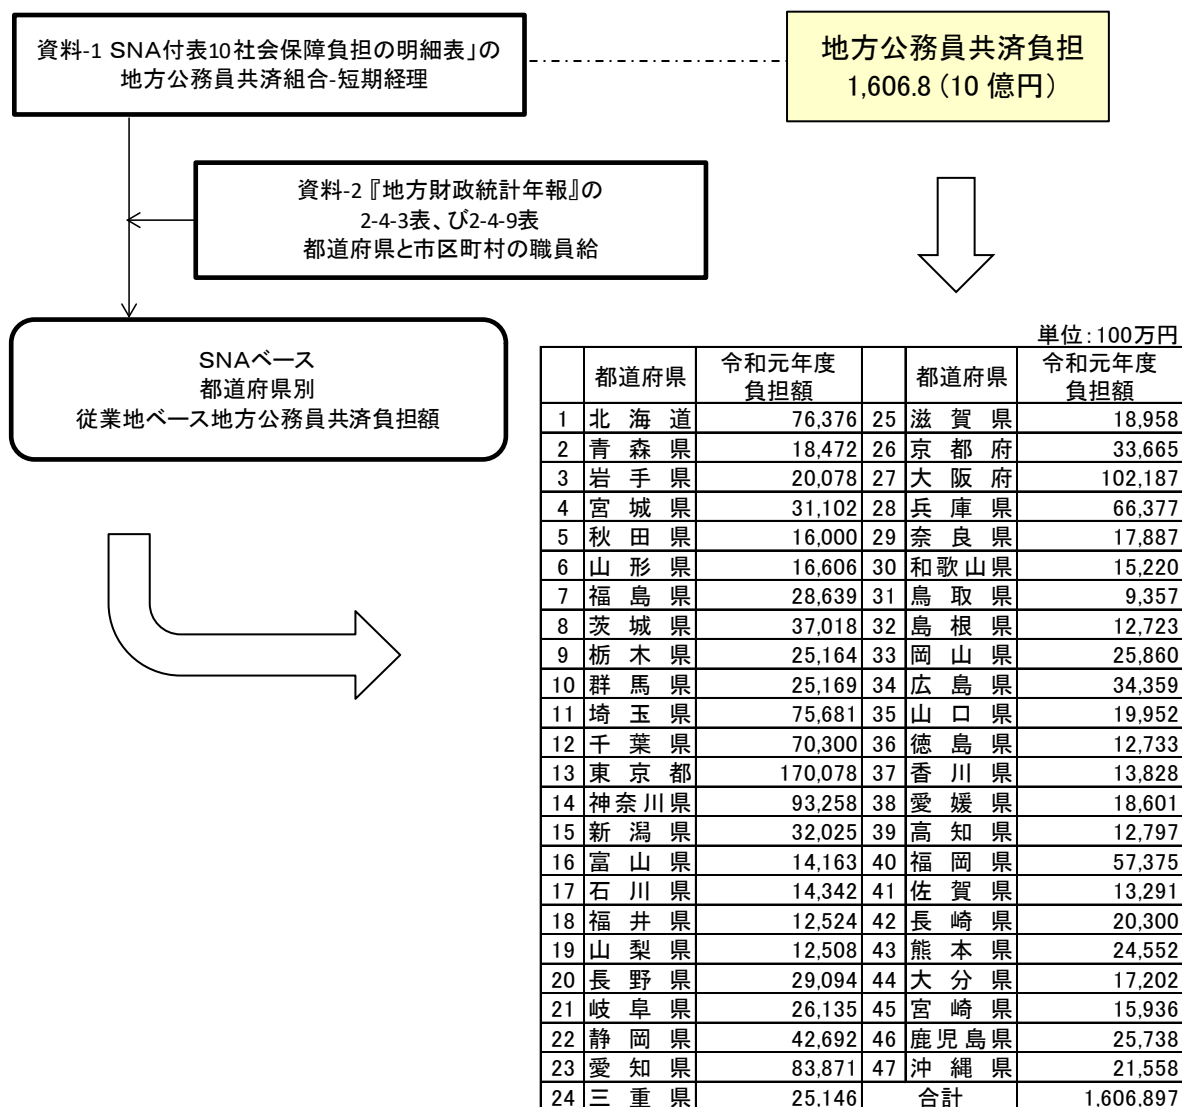 資料-1 SNA付表10社会保障負担の明細表」の
地方公務員共済組合-短期経理
地方公務員共済負担
1,606.8 (10 億円)
資料-2『地方財政統計年報』の
2-4-3表、び2-4-9表
都道府県と市区町村の職員給
SNAベース
都道府県別
従業地ベース地方公務員共済負担額
単位：100万円
都道府県 令和元年度 負担額 都道府県 令和元年度 負担額
1 北海道 76,376 25 滋賀県 18,958
2 青森県 18,472 26 京都府 33,665
3 岩手県 20,078 27 大阪府 102,187
4 宮城県 31,102 28 兵庫県 66,377
5 秋田県 16,000 29 奈良県 17,887
6 山形県 16,606 30 和歌山県 15,220
7 福島県 28,639 31 鳥取県 9,357
8 茨城県 37,018 32 島根県 12,723
9 栃木県 25,164 33 岡山県 25,860
10 群馬県 25,169 34 広島県 34,359
11 埼玉県 75,681 35 山口県 19,952
12 千葉県 70,300 36 徳島県 12,733
13 東京都 170,078 37 香川県 13,828
14 神奈川県 93,258 38 愛媛県 18,601
15 新潟県 32,025 39 高知県 12,797
16 富山県 14,163 40 福岡県 57,375
17 石川県 14,342 41 佐賀県 13,291
18 福井県 12,524 42 長崎県 20,300
19 山梨県 12,508 43 熊本県 24,552
20 長野県 29,094 44 大分県 17,202
21 岐阜県 26,135 45 宮崎県 15,936
22 静岡県 42,692 46 鹿児島県 25,738
23 愛知県 83,871 47 沖縄県 21,558
24 三重県 25,146 合計 1,606,897